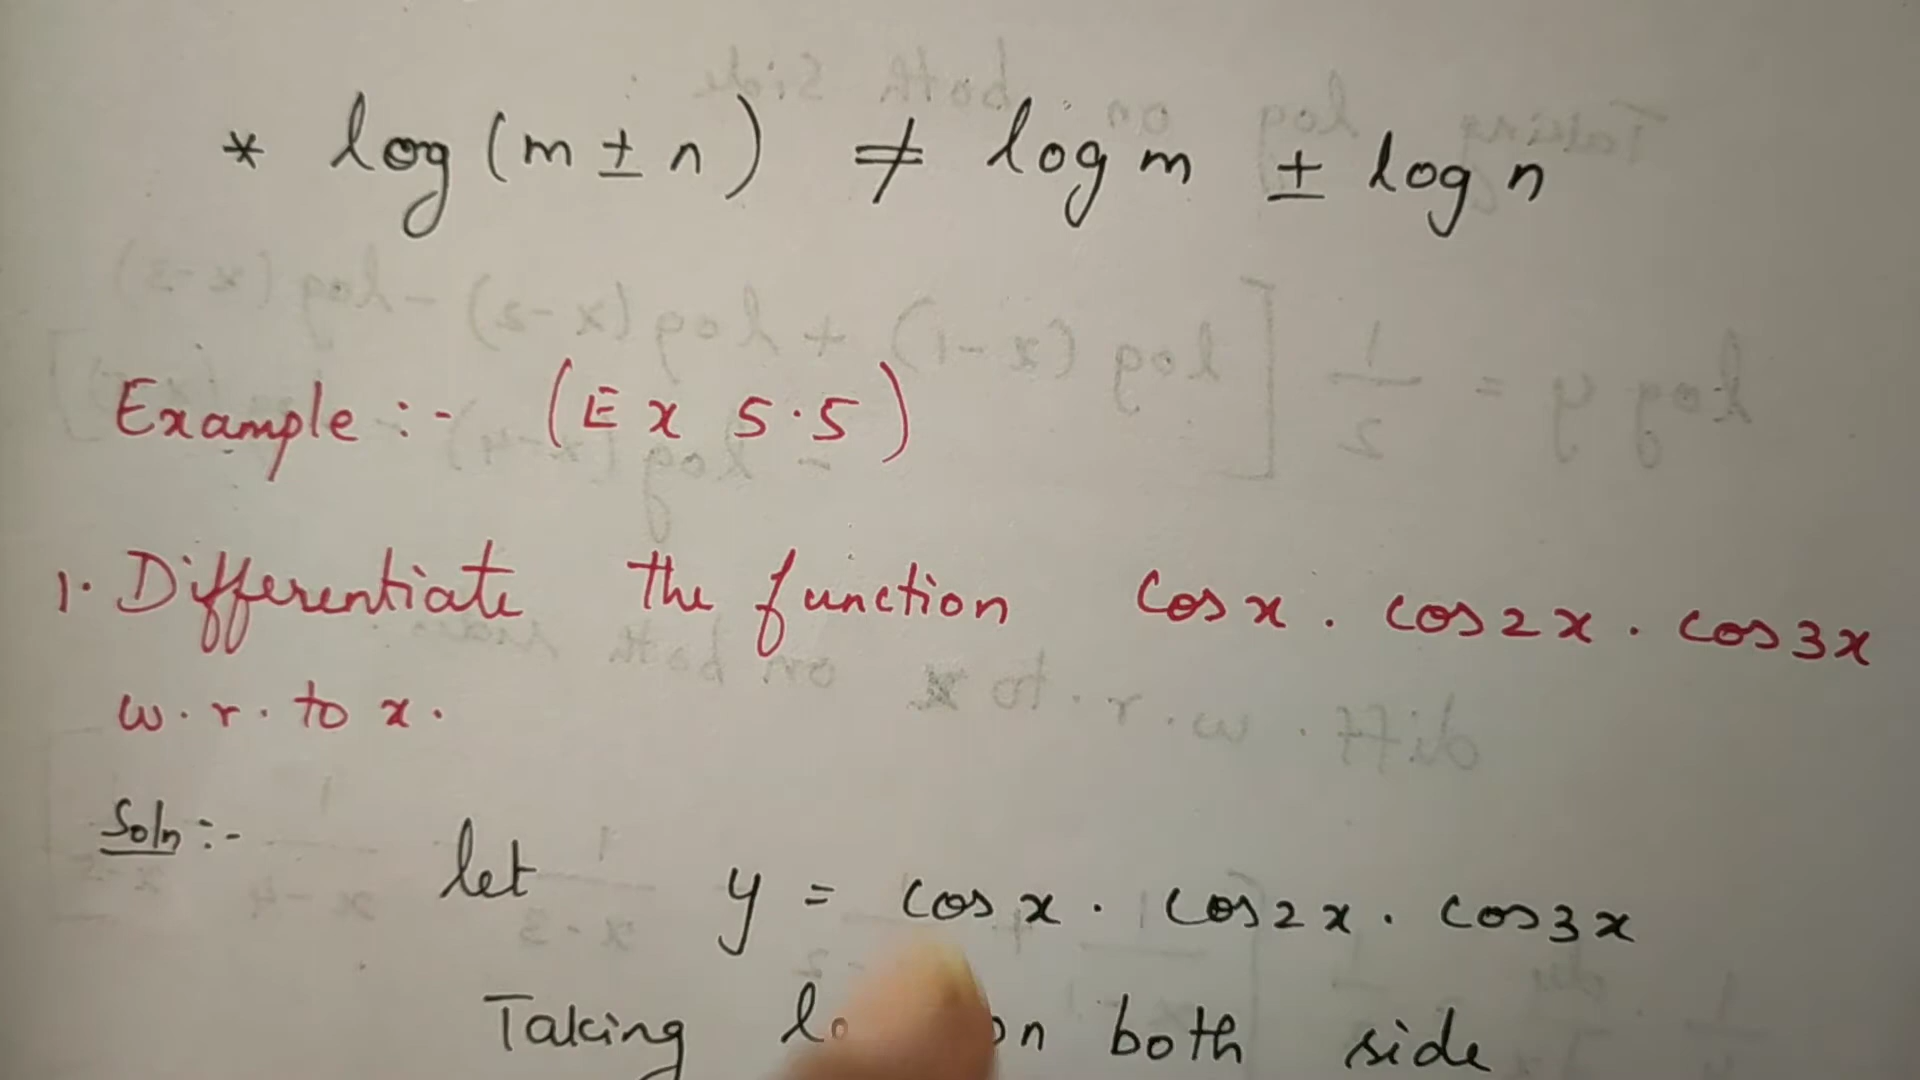 * log (m ± n) ≠ log m ± log n
Example :- (Ex 5.5)
1. Differentiate the function cos x . cos 2x . cos 3x
w.r.to x.
Soln :- let y = cos x . cos 2x . cos 3x
Taking on both side